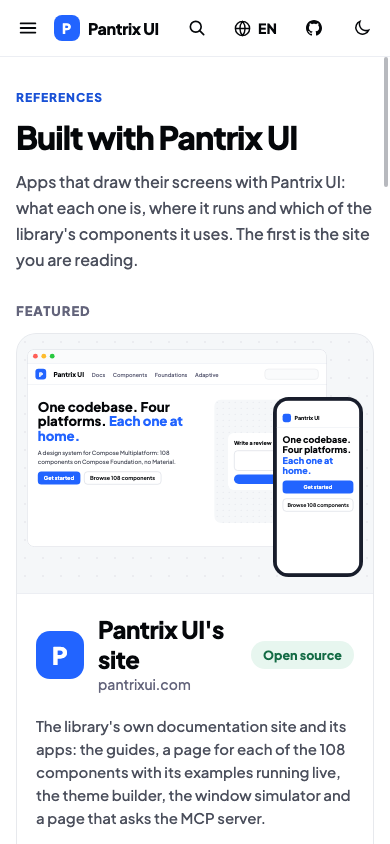 P Pantrix UI EN
REFERENCES
Built with Pantrix UI
Apps that draw their screens with Pantrix UI:
what each one is, where it runs and which of the
library's components it uses. The first is the site
you are reading.
FEATURED
P Pantrix UI Docs Components Foundations Adaptive
One codebase. Four
platforms. Each one at
home.
A design system for Compose Multiplatform: 108
components on Compose Foundation, no Material.
Get started Browse 108 components
Write a review
Pantrix UI
One codebase.
Four platforms.
Each one at
home.
Get started
Browse 108 components
P
Pantrix UI's
site
pantrixui.com
Open source
The library's own documentation site and its
apps: the guides, a page for each of the 108
components with its examples running live,
the theme builder, the window simulator and
a page that asks the MCP server.